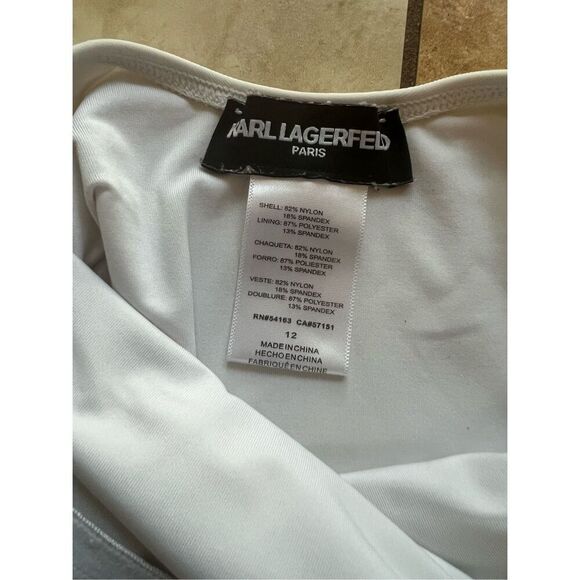 KARL LAGERFELD
PARIS
SHELL: 82% NYLON
18% SPANDEX
LINING: 87% POLYESTER
13% SPANDEX
CHAQUETA: 82% NYLON
18% SPANDEX
FORRO: 87% POLIESTER
13% SPANDEX
VESTE: 82% NYLON
18% SPANDEX
DOUBLURE: 87% POLYESTER
13% SPANDEX
RN#54163 CA#57151
12
MADE IN CHINA
HECHO EN CHINA
FABRIQUÉ EN CHINE